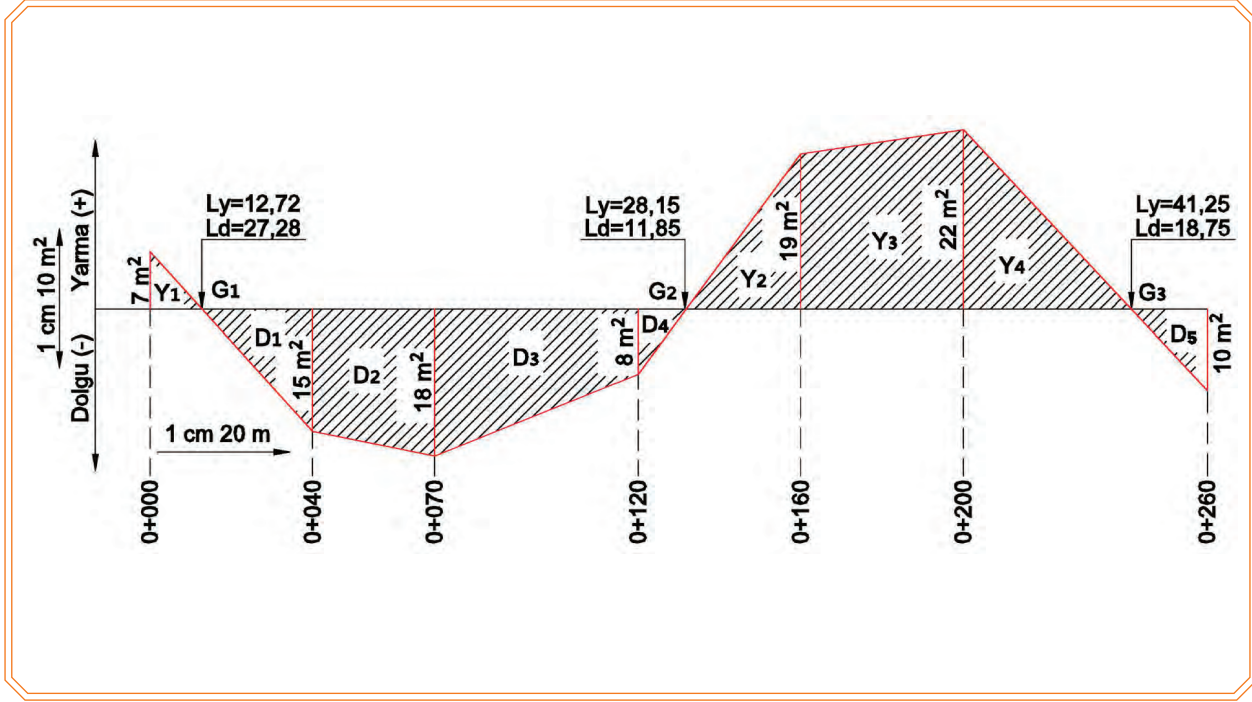 Yarma (+)
Dolgu (-)
1 cm 10 m²
1 cm 20 m
Ly=12,72
Ld=27,28
Ly=28,15
Ld=11,85
Ly=41,25
Ld=18,75
7 m²
Y₁
G1
D₁
15 m²
D₂
18 m²
D₃
8 m²
D₄
G2
Y₂
19 m²
Y₃
22 m²
Y₄
G3
D₅
10 m²
0+000
0+040
0+070
0+120
0+160
0+200
0+260